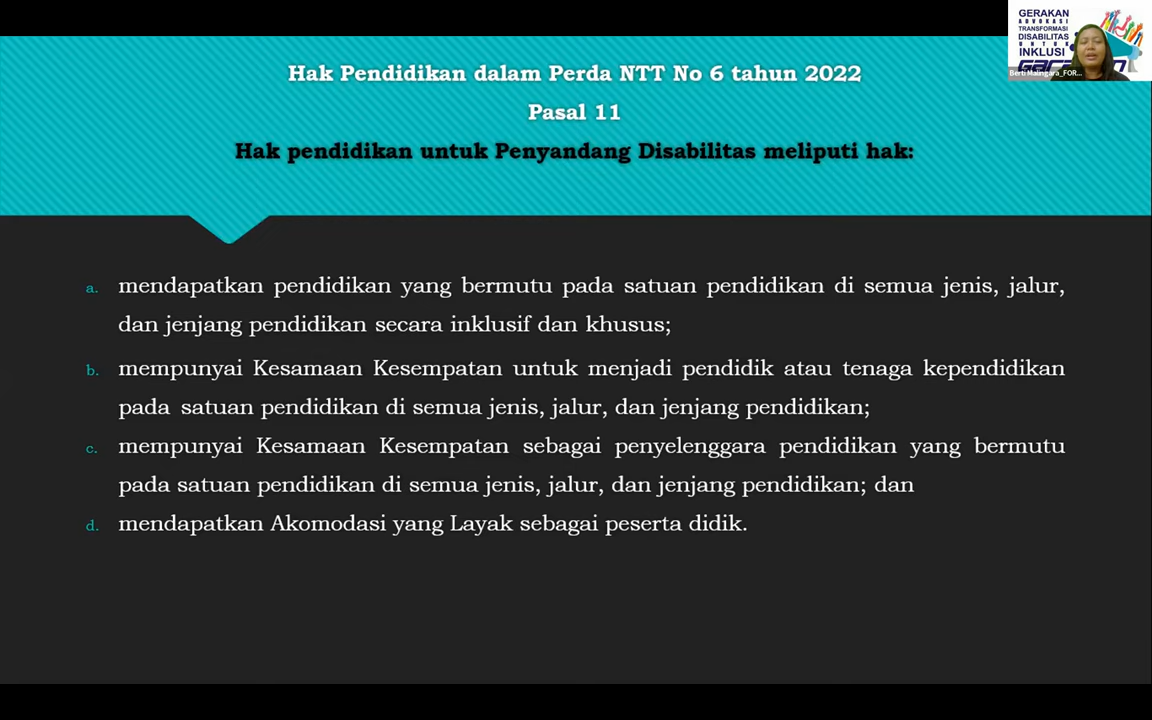 GERAKAN
ADVOKASI
TRANSFORMASI
DISABILITAS
UNTUK
INKLUSI
Berti Malingara_FOR...
Hak Pendidikan dalam Perda NTT No 6 tahun 2022
Pasal 11
Hak pendidikan untuk Penyandang Disabilitas meliputi hak:
a. mendapatkan pendidikan yang bermutu pada satuan pendidikan di semua jenis, jalur,
dan jenjang pendidikan secara inklusif dan khusus;
b. mempunyai Kesamaan Kesempatan untuk menjadi pendidik atau tenaga kependidikan
pada satuan pendidikan di semua jenis, jalur, dan jenjang pendidikan;
c. mempunyai Kesamaan Kesempatan sebagai penyelenggara pendidikan yang bermutu
pada satuan pendidikan di semua jenis, jalur, dan jenjang pendidikan; dan
d. mendapatkan Akomodasi yang Layak sebagai peserta didik.